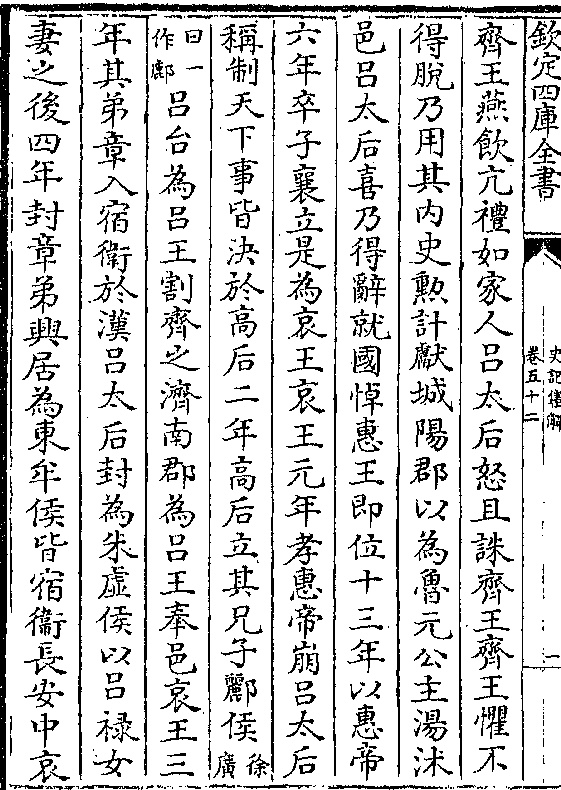 欽定四庫全書
史記集解
卷五十二
一
齊王燕飲亢禮如家人吕太后怒且誅齊王齊王懼不
得脫乃用其内史勲計獻城陽郡以為魯元公主湯沐
邑吕太后喜乃得辭就國悼惠王即位十三年以惠帝
六年卒子襄立是為哀王哀王元年孝惠帝崩吕太后
稱制天下事皆決於高后二年高后立其兄子酈侯徐廣
曰一作鄜吕台為吕王割齊之濟南郡為吕王奉邑哀王三
年其弟章入宿衞於漢吕太后封為朱虚侯以吕禄女
妻之後四年封章弟興居為東牟侯皆宿衞長安中哀